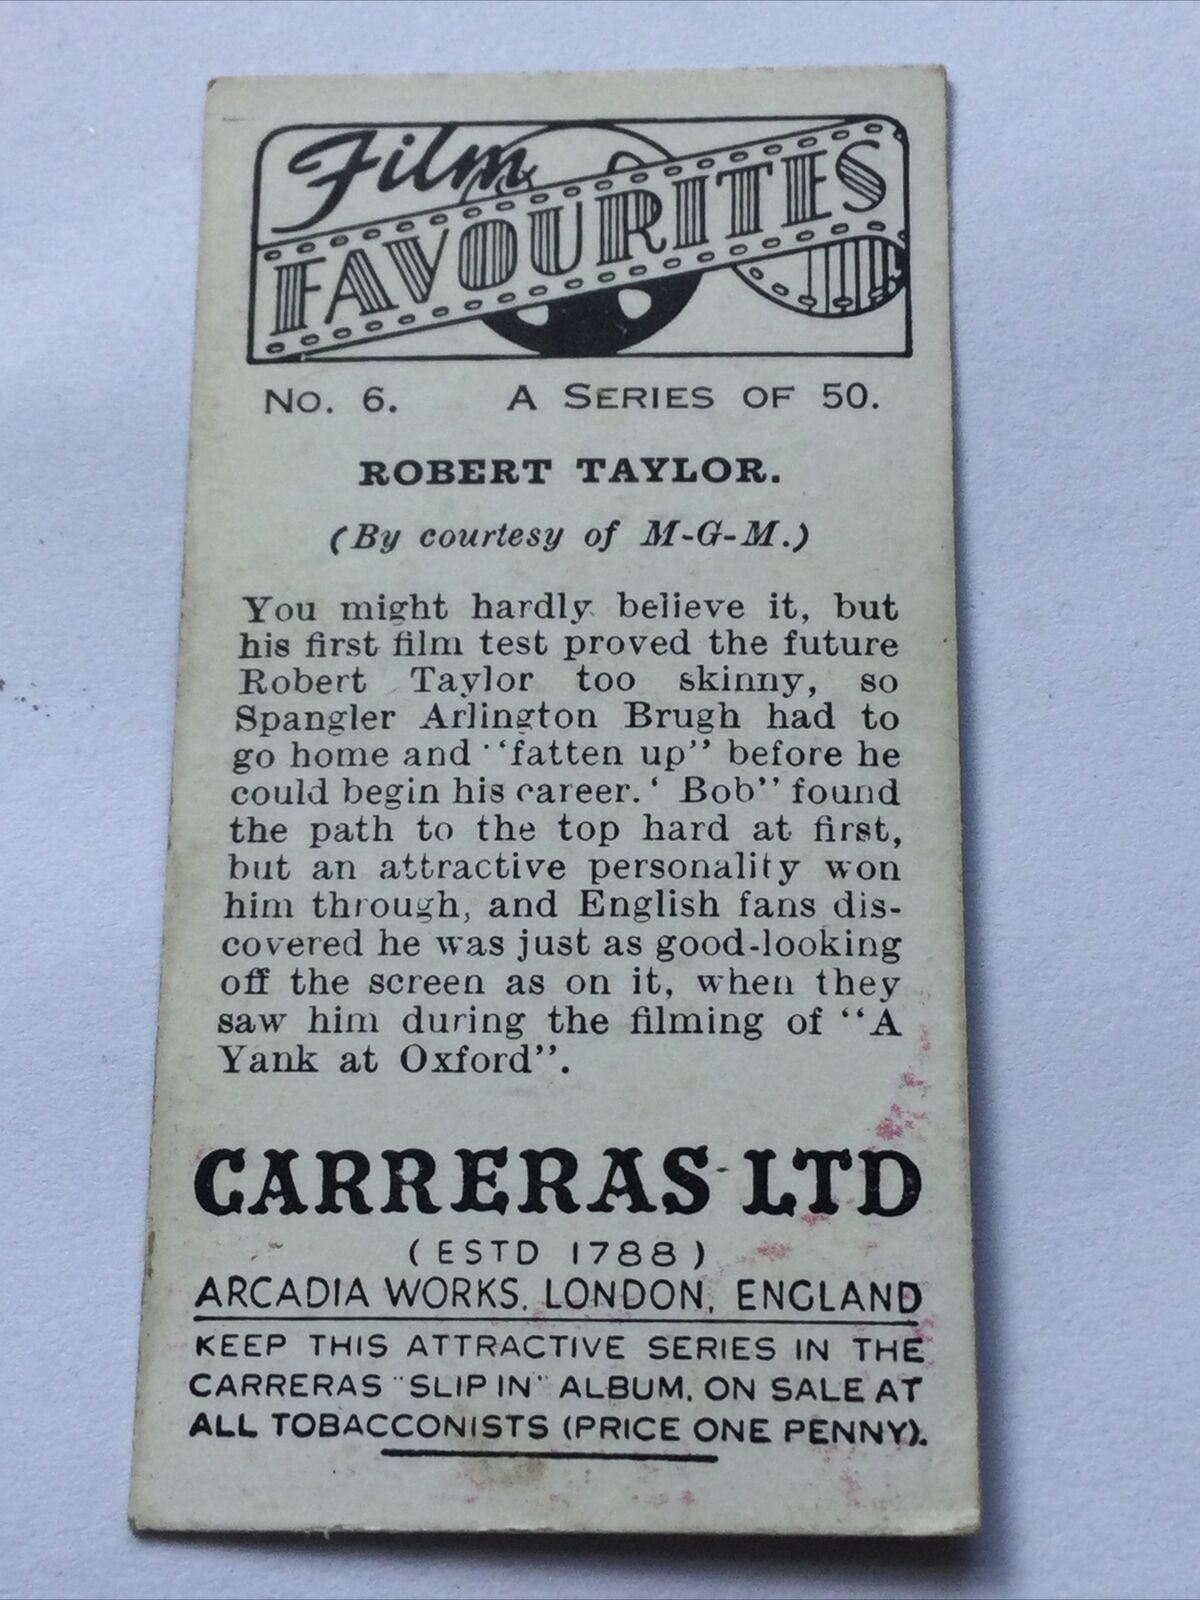 Film
FAVOURITES
No. 6. A SERIES OF 50.
ROBERT TAYLOR.
(By courtesy of M-G-M.)
You might hardly believe it, but
his first film test proved the future
Robert Taylor too skinny, so
Spangler Arlington Brugh had to
go home and "fatten up" before he
could begin his career. ‘ Bob" found
the path to the top hard at first,
but an attractive personality won
him through, and English fans dis-
covered he was just as good-looking
off the screen as on it, when they
saw him during the filming of "A
Yank at Oxford".
CARRERAS LTD
(ESTD 1788)
ARCADIA WORKS, LONDON, ENGLAND
KEEP THIS ATTRACTIVE SERIES IN THE
CARRERAS "SLIP IN" ALBUM. ON SALE AT
ALL TOBACCONISTS (PRICE ONE PENNY).